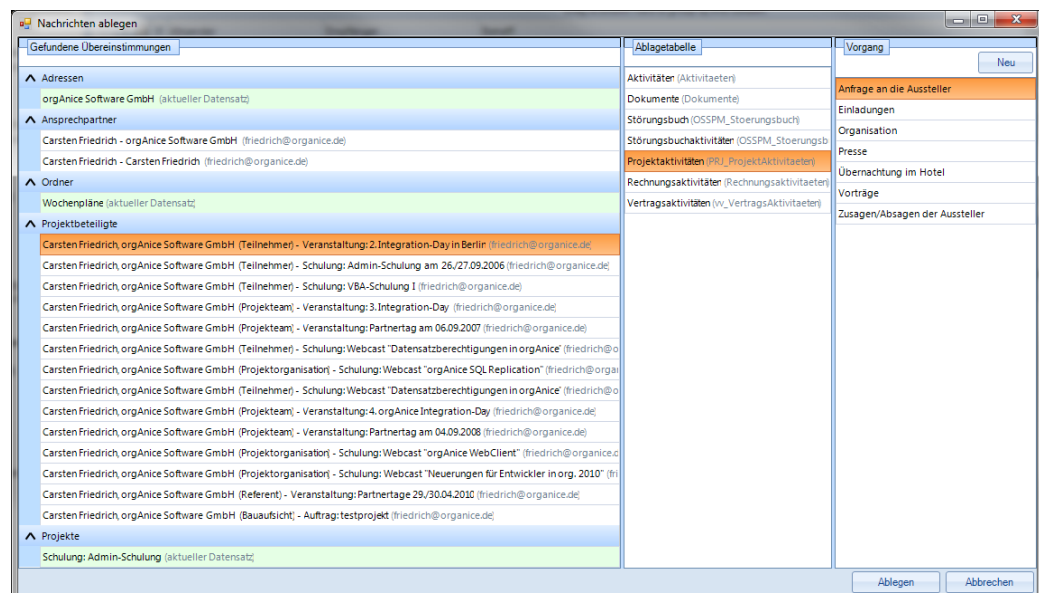 Nachrichten ablegen
Gefundene Übereinstimmungen
Adressen
orgAnice Software GmbH (aktueller Datensatz)
Ansprechpartner
Carsten Friedrich - orgAnice Software GmbH (friedrich@organice.de)
Carsten Friedrich - Carsten Friedrich (friedrich@organice.de)
Ordner
Wochenpläne (aktueller Datensatz)
Projektbeteiligte
Carsten Friedrich, orgAnice Software GmbH (Teilnehmer) - Veranstaltung: 2. Integration-Day in Berlin (friedrich@organice.de)
Carsten Friedrich, orgAnice Software GmbH (Teilnehmer) - Schulung: Admin-Schulung am 26./27.09.2006 (friedrich@organice.de)
Carsten Friedrich, orgAnice Software GmbH (Teilnehmer) - Schulung: VBA-Schulung I (friedrich@organice.de)
Carsten Friedrich, orgAnice Software GmbH (Projekteam) - Veranstaltung: 3. Integration-Day (friedrich@organice.de)
Carsten Friedrich, orgAnice Software GmbH (Projekteam) - Veranstaltung: Partnertag am 06.09.2007 (friedrich@organice.de)
Carsten Friedrich, orgAnice Software GmbH (Teilnehmer) - Schulung: Webcast "Datensatzberechtigungen in orgAnice" (friedrich@o
Carsten Friedrich, orgAnice Software GmbH (Projektorganisation) - Schulung: Webcast "orgAnice SQL Replication" (friedrich@orga
Carsten Friedrich, orgAnice Software GmbH (Teilnehmer) - Schulung: Webcast "Datensatzberechtigungen in orgAnice" (friedrich@o
Carsten Friedrich, orgAnice Software GmbH (Projekteam) - Veranstaltung: 4. orgAnice Integration-Day (friedrich@organice.de)
Carsten Friedrich, orgAnice Software GmbH (Projekteam) - Veranstaltung: Partnertag am 04.09.2008 (friedrich@organice.de)
Carsten Friedrich, orgAnice Software GmbH (Projektorganisation) - Schulung: Webcast "orgAnice WebClient" (friedrich@organice.c
Carsten Friedrich, orgAnice Software GmbH (Projektorganisation) - Schulung: Webcast "Neuerungen für Entwickler in org. 2010" (fri
Carsten Friedrich, orgAnice Software GmbH (Referent) - Veranstaltung: Partnertage 29./30.04.2010 (friedrich@organice.de)
Carsten Friedrich, orgAnice Software GmbH (Bauaufsicht) - Auftrag: testprojekt (friedrich@organice.de)
Projekte
Schulung: Admin-Schulung (aktueller Datensatz)
Ablagetabelle
Aktivitäten (Aktivitaeten)
Dokumente (Dokumente)
Störungsbuch (OSSPM_Stoerungsbuch)
Störungsbuchaktivitäten (OSSPM_Stoerungsb
Projektaktivitäten (PRJ_ProjektAktivitaeten)
Rechnungsaktivitäten (Rechnungsaktivitaeten)
Vertragsaktivitäten (vv_VertragsAktivitaeten)
Vorgang
Neu
Anfrage an die Aussteller
Einladungen
Organisation
Presse
Übernachtung im Hotel
Vorträge
Zusagen/Absagen der Aussteller
Ablegen
Abbrechen